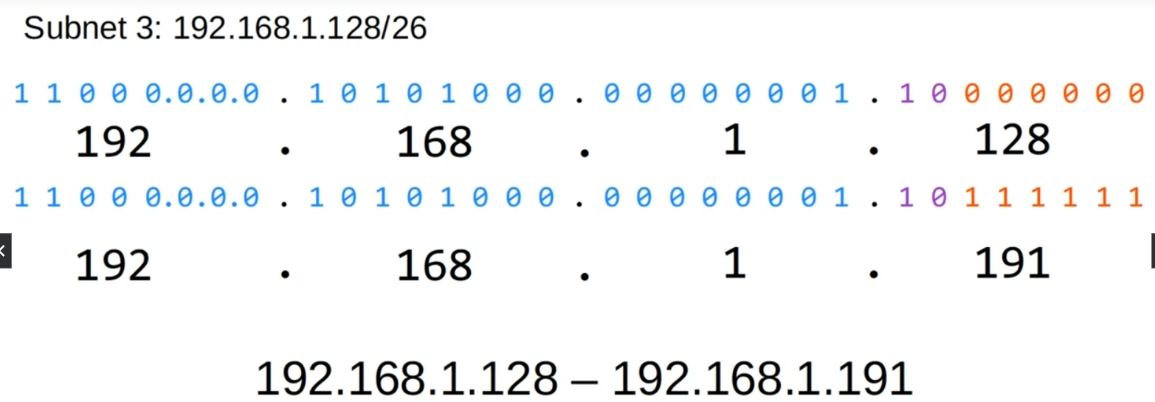 Subnet 3: 192.168.1.128/26
1 1 0 0 0.0.0.0 . 1 0 1 0 1 0 0 0 . 0 0 0 0 0 0 0 1 . 1 0 0 0 0 0 0 0
192 . 168 . 1 . 128
1 1 0 0 0.0.0.0 . 1 0 1 0 1 0 0 0 . 0 0 0 0 0 0 0 1 . 1 0 1 1 1 1 1 1
192 . 168 . 1 . 191
192.168.1.128 – 192.168.1.191